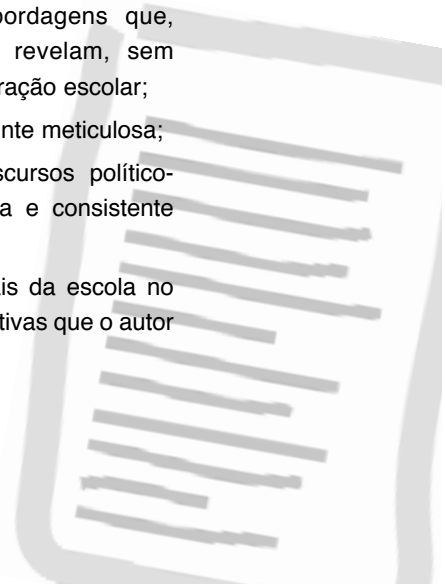 bordagens que,
revelam, sem
ração escolar;
nte meticulosa;
scursos político-
a e consistente
is da escola no
tivas que o autor